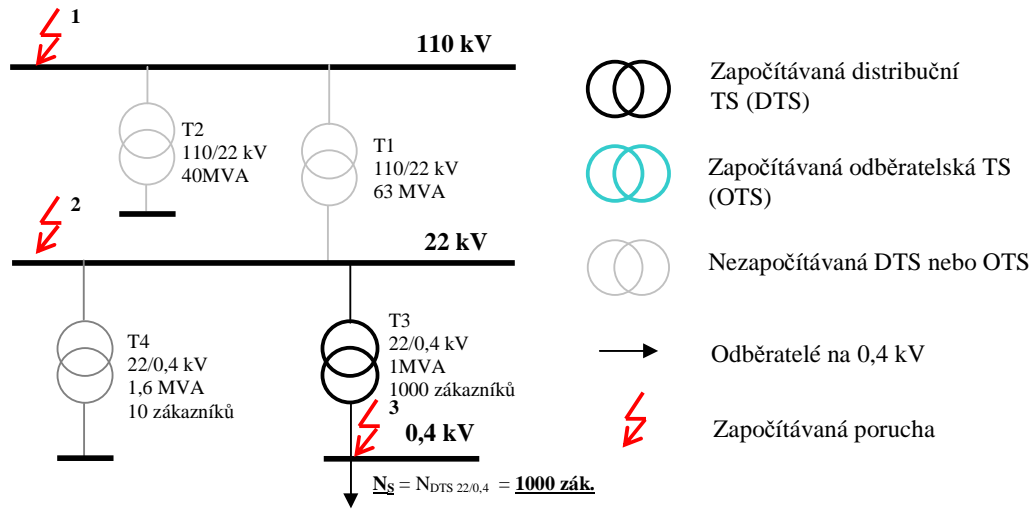 1
110 kV
T2
110/22 kV
40MVA
T1
110/22 kV
63 MVA
2
22 kV
T4
22/0,4 kV
1,6 MVA
10 zákazníků
T3
22/0,4 kV
1MVA
1000 zákazníků
3
0,4 kV
NS = NDTS 22/0,4 = 1000 zák.
Započítávaná distribuční
TS (DTS)
Započítávaná odběratelská TS
(OTS)
Nezapočítávaná DTS nebo OTS
Odběratelé na 0,4 kV
Započítávaná porucha